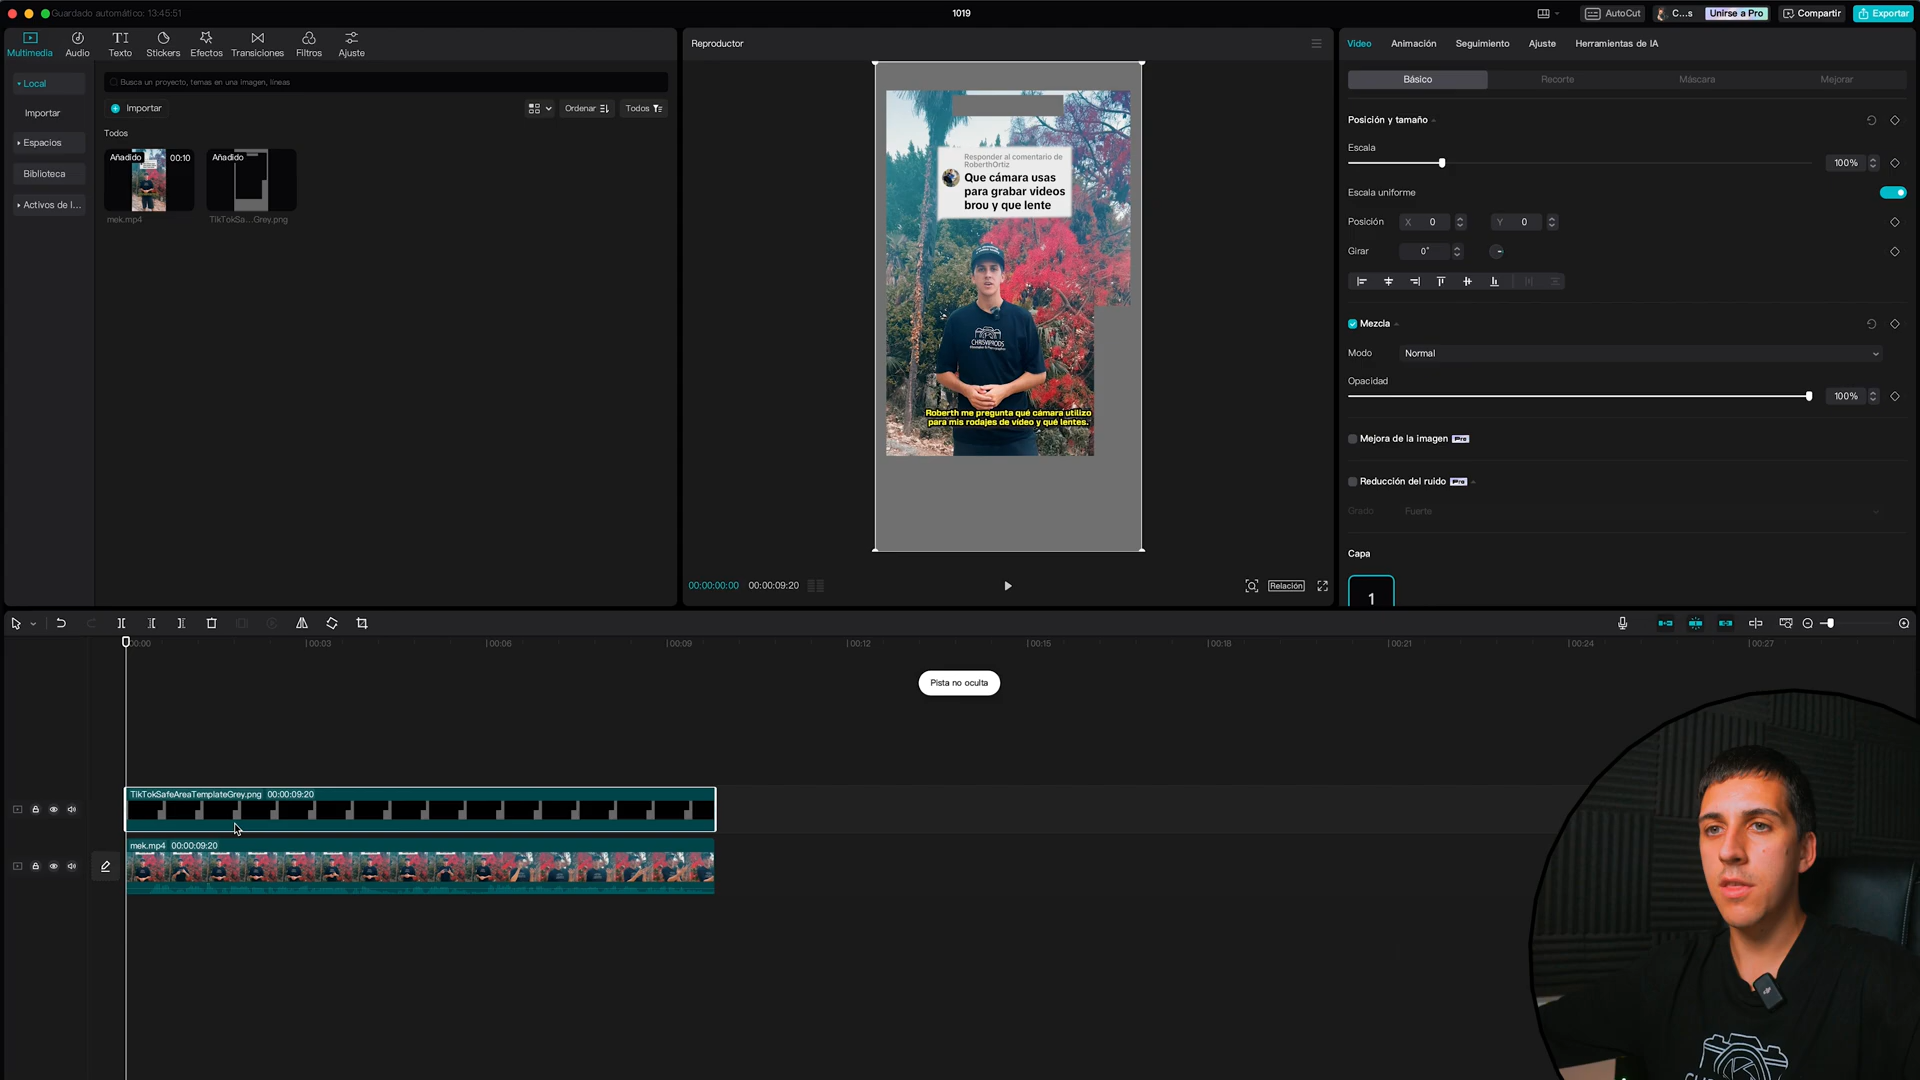 Guardado automático: 13:45:51
1019
AutoCut
C...s
Unirse a Pro
Compartir
Exportar
Multimedia
Audio
Texto
Stickers
Efectos
Transiciones
Filtros
Ajuste
Local
Importar
Espacios
Biblioteca
Activos de l...
Busca un proyecto, temas en una imagen, líneas
Importar
Ordenar
Todos
Todos
Añadido
00:10
mek.mp4
Añadido
TikTokSa...Grey.png
Reproductor
Responder al comentario de
RoberthOrtiz
Que cámara usas
para grabar videos
brou y que lente
CHRISVPRODS
Roberth me pregunta qué cámara utilizo
para mis rodajes de vídeo y qué lentes.
00:00:00:00
00:00:09:20
Relación
Video
Animación
Seguimiento
Ajuste
Herramientas de IA
Básico
Recorte
Máscara
Mejorar
Posición y tamaño
Escala
100%
Escala uniforme
Posición
X 0
Y 0
Girar
0°
Mezcla
Modo
Normal
Opacidad
100%
Mejora de la imagen Pro
Reducción del ruido Pro
Grado
Fuerte
Capa
1
00:00
00:03
00:06
00:09
00:12
00:15
00:18
00:21
00:24
00:27
Pista no oculta
TikTokSafeAreaTemplateGrey.png 00:00:09:20
mek.mp4 00:00:09:20